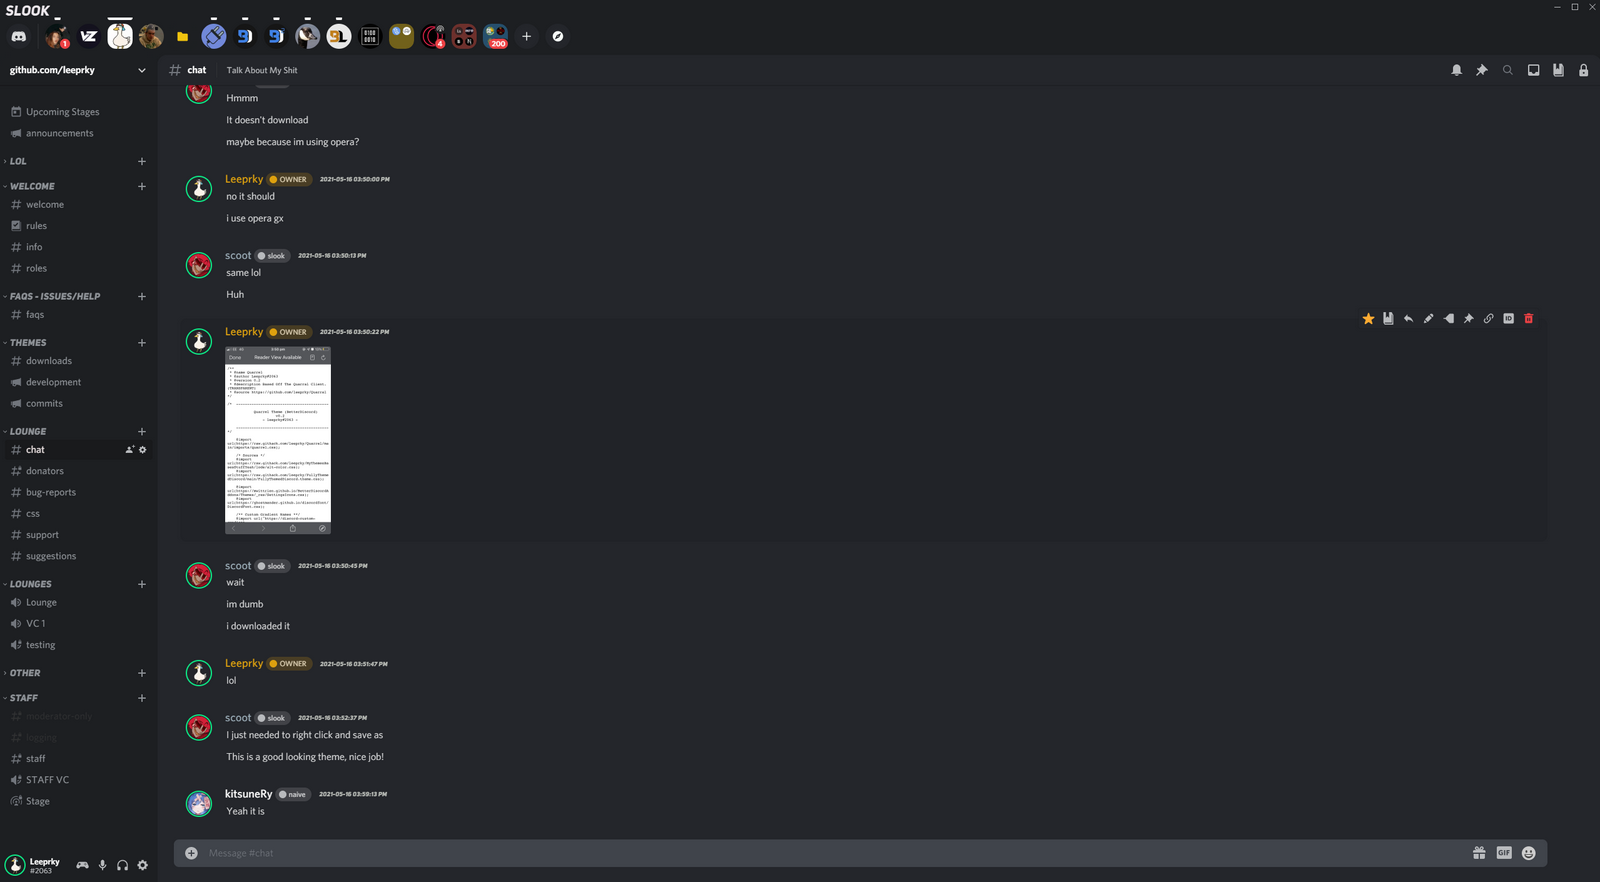 SLOOK
1
4
200
github.com/leeprky
chat
Talk About My Shit
Upcoming Stages
announcements
LOL
WELCOME
welcome
rules
info
roles
FAQS - ISSUES/HELP
faqs
THEMES
downloads
development
commits
LOUNGE
chat
donators
bug-reports
css
support
suggestions
LOUNGES
Lounge
VC 1
testing
OTHER
STAFF
moderator-only
logging
staff
STAFF VC
Stage
Leeprky
#2063
Hmmm
It doesn't download
maybe because im using opera?
Leeprky OWNER 2021-05-16 03:50:00 PM
no it should
i use opera gx
scoot slook 2021-05-16 03:50:13 PM
same lol
Huh
Leeprky OWNER 2021-05-16 03:50:22 PM
ID
Done Reader View Available
scoot slook 2021-05-16 03:50:45 PM
wait
im dumb
i downloaded it
Leeprky OWNER 2021-05-16 03:51:47 PM
lol
scoot slook 2021-05-16 03:52:37 PM
I just needed to right click and save as
This is a good looking theme, nice job!
kitsuneRy naive 2021-05-16 03:59:13 PM
Yeah it is
Message #chat
GIF